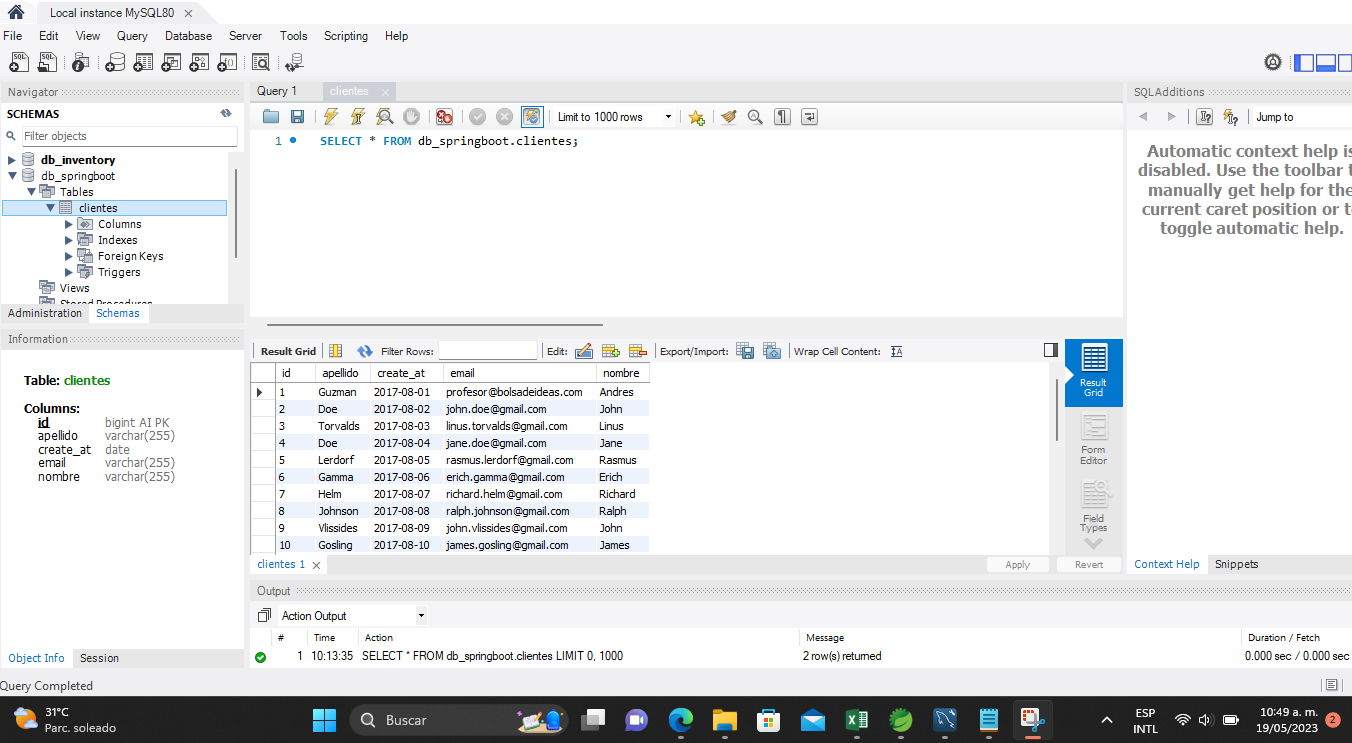 Local instance MySQL80
File Edit View Query Database Server Tools Scripting Help
Navigator
SCHEMAS
Filter objects
db_inventory
db_springboot
Tables
clientes
Columns
Indexes
Foreign Keys
Triggers
Views
Stored Procedures
Administration Schemas
Information
Table: clientes
Columns:
id bigint AI PK
apellido varchar(255)
create_at date
email varchar(255)
nombre varchar(255)
Object Info Session
Query 1 clientes
Limit to 1000 rows
1 SELECT * FROM db_springboot.clientes;
Result Grid Filter Rows: Edit: Export/Import: Wrap Cell Content: IA
id apellido create_at email nombre
1 Guzman 2017-08-01 profesor@bolsadeideas.com Andres
2 Doe 2017-08-02 john.doe@gmail.com John
3 Torvalds 2017-08-03 linus.torvalds@gmail.com Linus
4 Doe 2017-08-04 jane.doe@gmail.com Jane
5 Lerdorf 2017-08-05 rasmus.lerdorf@gmail.com Rasmus
6 Gamma 2017-08-06 erich.gamma@gmail.com Erich
7 Helm 2017-08-07 richard.helm@gmail.com Richard
8 Johnson 2017-08-08 ralph.johnson@gmail.com Ralph
9 Vlissides 2017-08-09 john.vlissides@gmail.com John
10 Gosling 2017-08-10 james.gosling@gmail.com James
Result
Grid
Form
Editor
Field
Types
clientes 1 Apply Revert
SQLAdditions
Jump to
Automatic context help is
disabled. Use the toolbar t
manually get help for the
current caret position or to
toggle automatic help.
Context Help Snippets
Output
Action Output
# Time Action Message Duration / Fetch
1 10:13:35 SELECT * FROM db_springboot.clientes LIMIT 0, 1000 2 row(s) returned 0.000 sec / 0.000 sec
Query Completed
31°C
Parc. soleado
Buscar
ESP
INTL
10:49 a. m.
19/05/2023
2